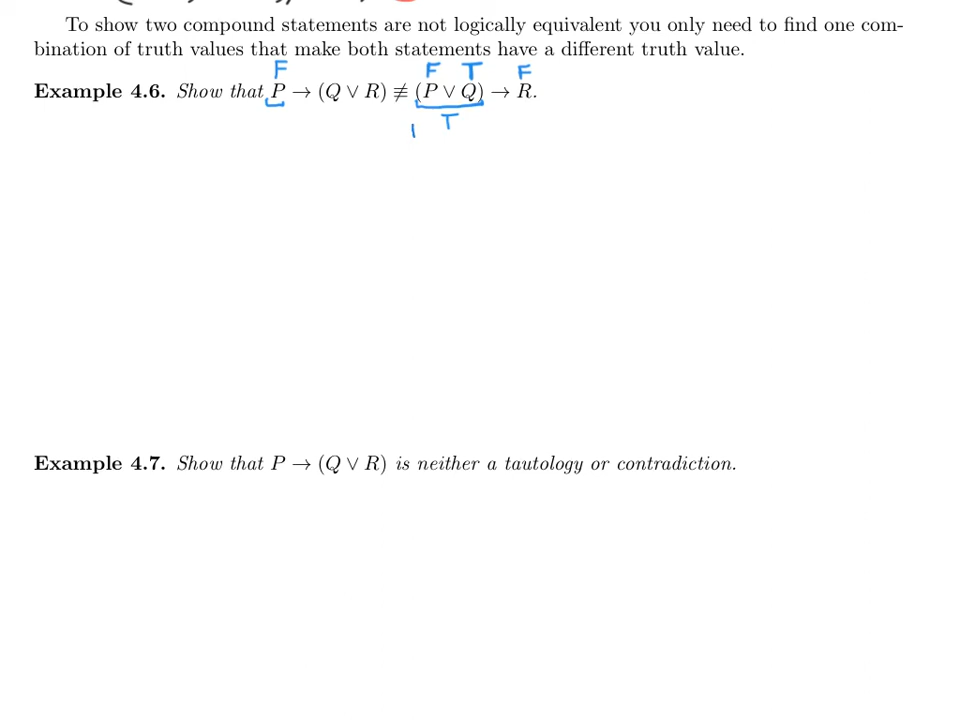 To show two compound statements are not logically equivalent you only need to find one com-
bination of truth values that make both statements have a different truth value.
F F T F
Example 4.6. Show that P → (Q ∨ R) ≢ (P ∨ Q) → R.
T
Example 4.7. Show that P → (Q ∨ R) is neither a tautology or contradiction.